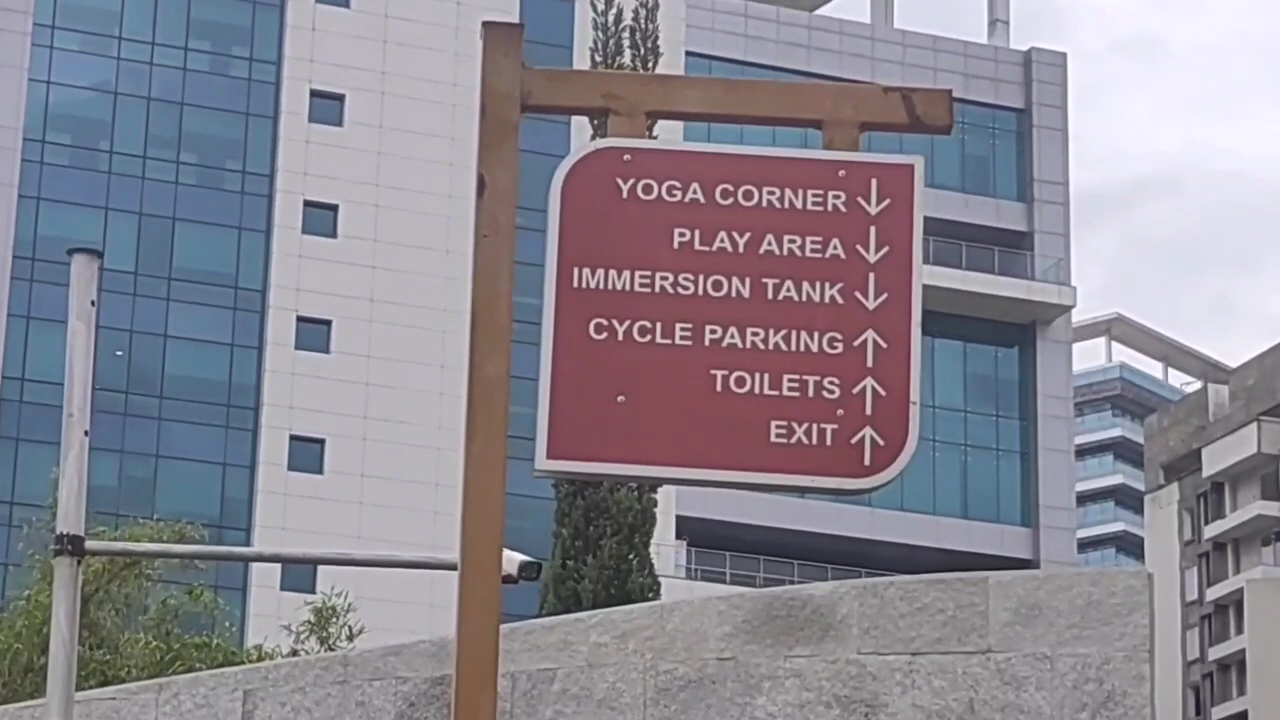 YOGA CORNER ↓
PLAY AREA ↓
IMMERSION TANK ↓
CYCLE PARKING ↑
TOILETS ↑
EXIT ↑